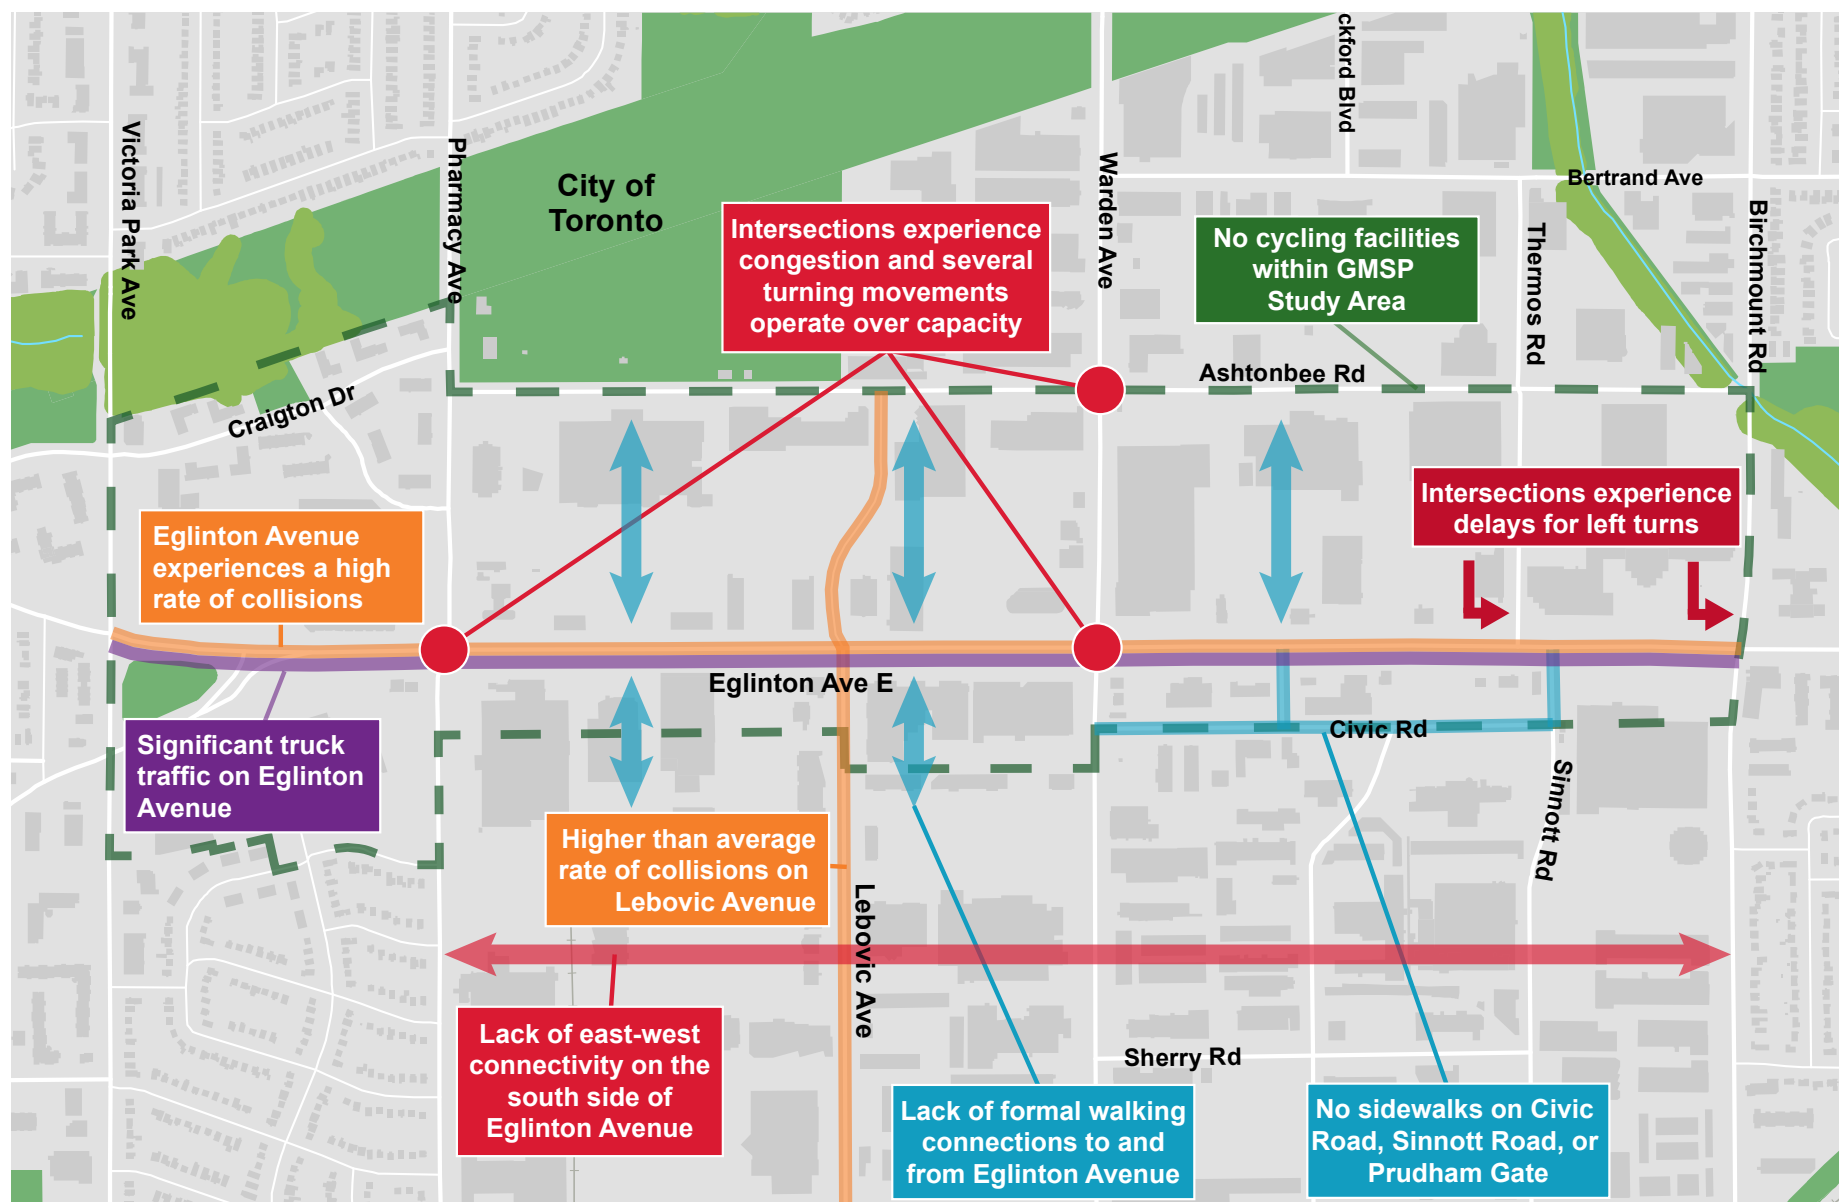 ckford Blvd
Victoria Park Ave
Pharmacy Ave
City of
Toronto
Warden Ave
Bertrand Ave
Thermos Rd
Birchmount Rd
Intersections experience
congestion and several
turning movements
operate over capacity
No cycling facilities
within GMSP
Study Area
Ashtonbee Rd
Craigton Dr
Intersections experience
delays for left turns
Eglinton Avenue
experiences a high
rate of collisions
Eglinton Ave E
Significant truck
traffic on Eglinton
Avenue
Civic Rd
Sinnott Rd
Higher than average
rate of collisions on
Lebovic Avenue
Lebovic Ave
Lack of east-west
connectivity on the
south side of
Eglinton Avenue
Sherry Rd
Lack of formal walking
connections to and
from Eglinton Avenue
No sidewalks on Civic
Road, Sinnott Road, or
Prudham Gate